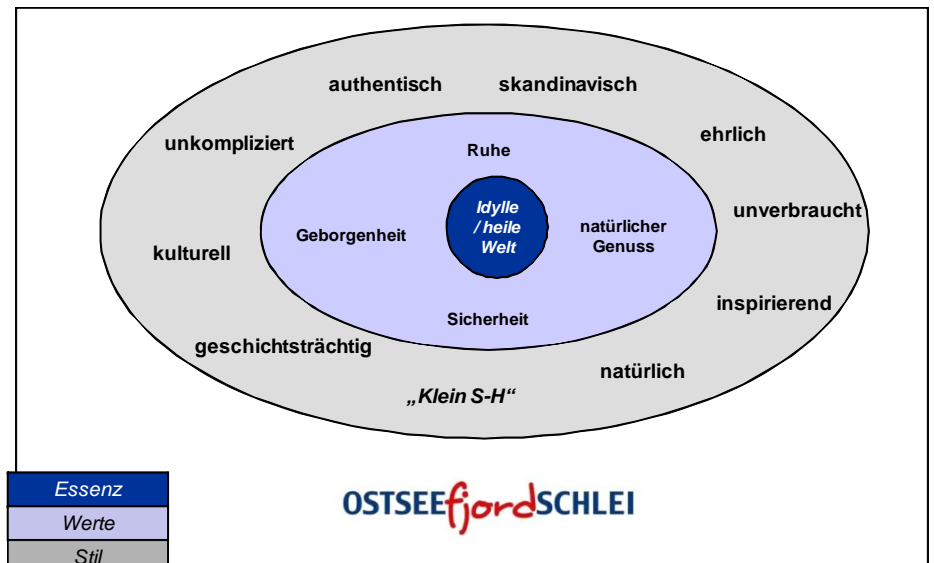 authentisch
skandinavisch
unkompliziert
ehrlich
Ruhe
Idylle
/ heile
Welt
Geborgenheit
natürlicher
Genuss
unverbraucht
kulturell
inspirierend
Sicherheit
geschichtsträchtig
natürlich
„Klein S-H“
Essenz
Werte
Stil
OSTSEEfjordSCHLEI